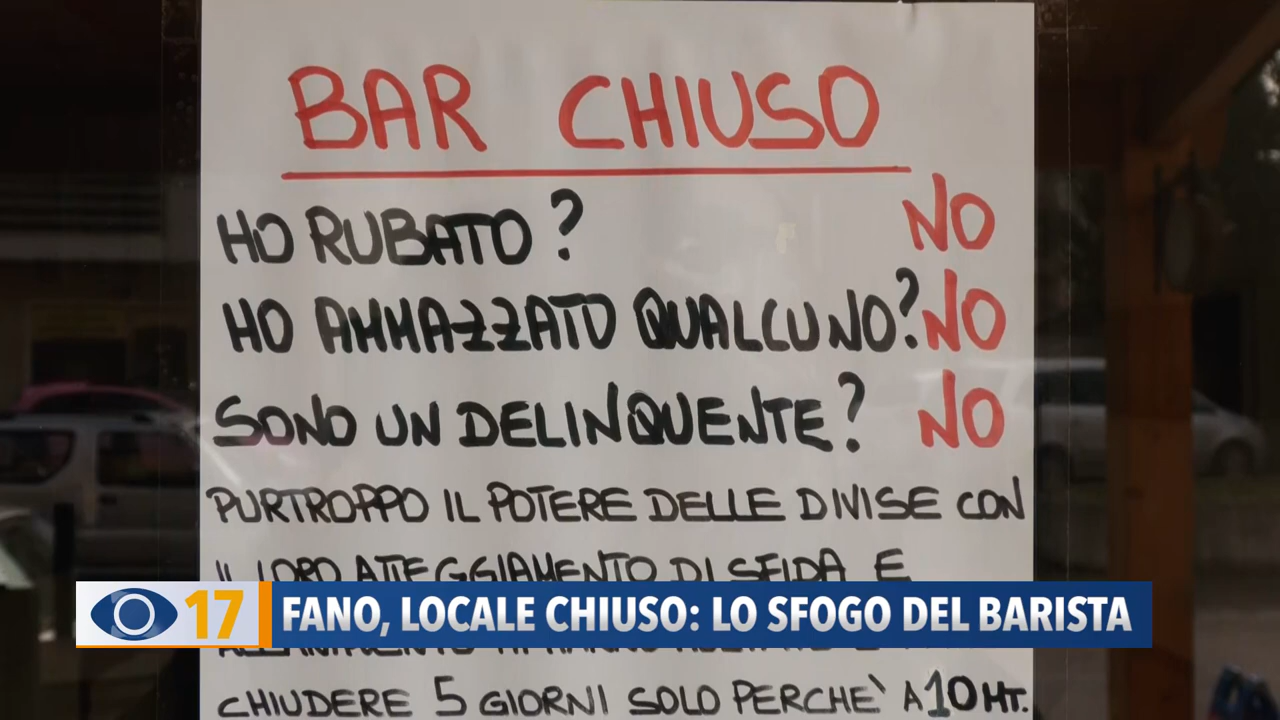 BAR CHIUSO
HO RUBATO? NO
HO AMMAZZATO QUALCUNO? NO
SONO UN DELINQUENTE? NO
PURTROPPO IL POTERE DELLE DIVISE CON
IL LORO ATTEGGIAMENTO DI SFIDA E
17 FANO, LOCALE CHIUSO: LO SFOGO DEL BARISTA
CHIUDERE 5 GIORNI SOLO PERCHE' A 10 MT.